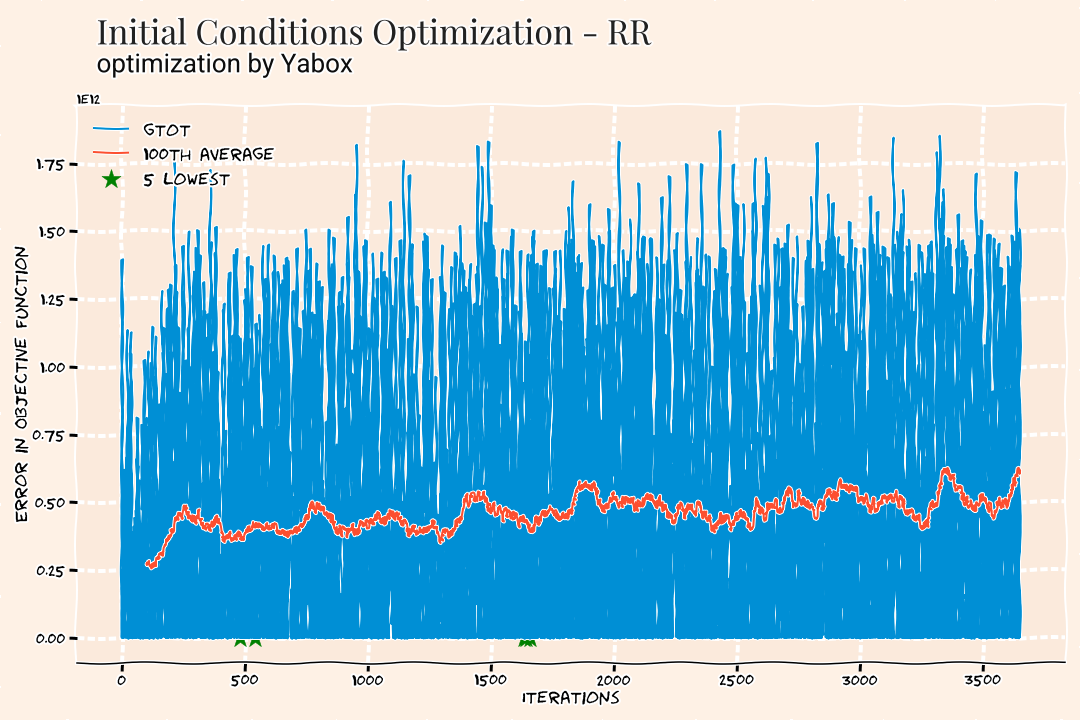 Initial Conditions Optimization - RR
optimization by Yabox
1E12
GTOT
100TH AVERAGE
5 LOWEST
ERROR IN OBJECTIVE FUNCTION
1.75
1.50
1.25
1.00
0.75
0.50
0.25
0.00
0 500 1000 1500 2000 2500 3000 3500
ITERATIONS